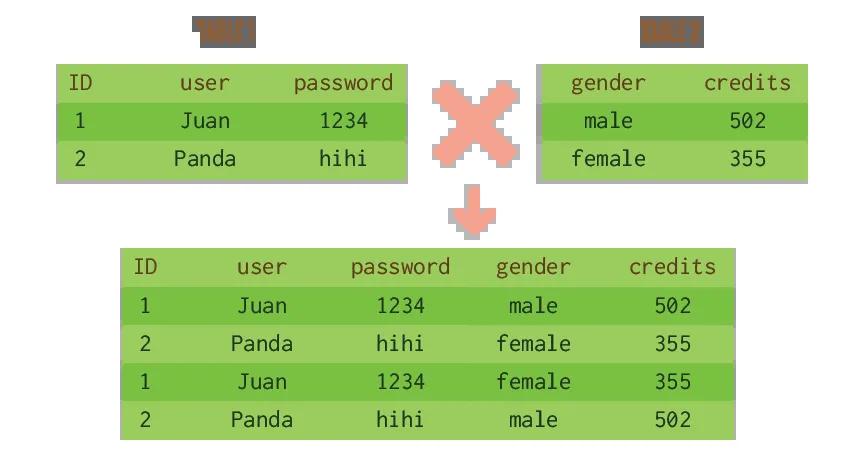 ID user password
1 Juan 1234
2 Panda hihi
gender credits
male 502
female 355
ID user password gender credits
1 Juan 1234 male 502
2 Panda hihi female 355
1 Juan 1234 female 355
2 Panda hihi male 502